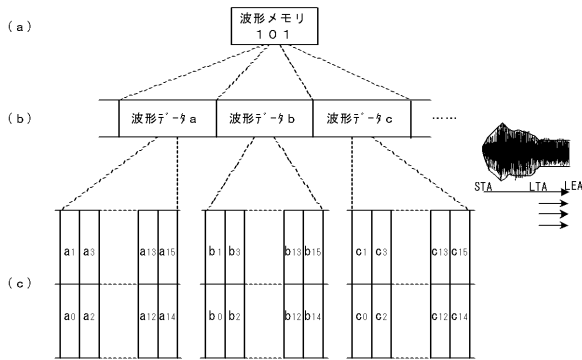 (a)
波形メモリ
101
(b)
波形データa 波形データb 波形データc ……
STA LTA LEA
(c)
a1 a3 a13 a15 b1 b3 b13 b15 c1 c3 c13 c15
a0 a2 a12 a14 b0 b2 b12 b14 c0 c2 c12 c14